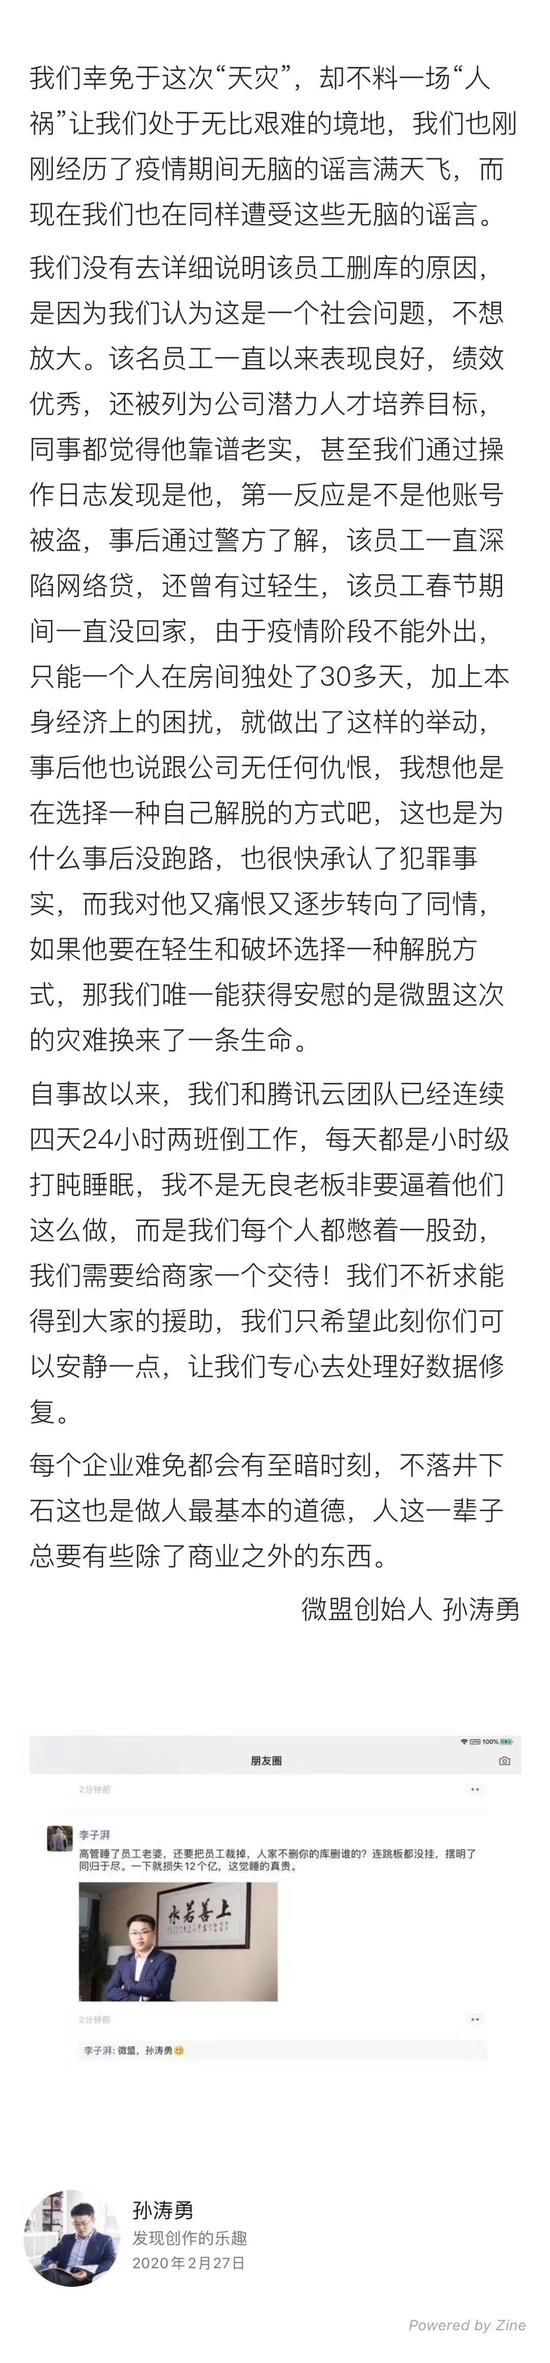 我们幸免于这次“天灾”，却不料一场“人
祸”让我们处于无比艰难的境地，我们也刚
刚经历了疫情期间无脑的谣言满天飞，而
现在我们也在同样遭受这些无脑的谣言。
我们没有去详细说明该员工删库的原因，
是因为我们认为这是一个社会问题，不想
放大。该名员工一直以来表现良好，绩效
优秀，还被列为公司潜力人才培养目标，
同事都觉得他靠谱老实，甚至我们通过操
作日志发现是他，第一反应是不是他账号
被盗，事后通过警方了解，该员工一直深
陷网络贷，还曾有过轻生，该员工春节期
间一直没回家，由于疫情阶段不能外出，
只能一个人在房间独处了30多天，加上本
身经济上的困扰，就做出了这样的举动，
事后他也说跟公司无任何仇恨，我想他是
在选择一种自己解脱的方式吧，这也是为
什么事后没跑路，也很快承认了犯罪事
实，而我对他又痛恨又逐步转向了同情，
如果他要在轻生和破坏选择一种解脱方
式，那我们唯一能获得安慰的是微盟这次
的灾难换来了一条生命。
自事故以来，我们和腾讯云团队已经连续
四天24小时两班倒工作，每天都是小时级
打盹睡眠，我不是无良老板非要逼着他们
这么做，而是我们每个人都憋着一股劲，
我们需要给商家一个交待！我们不祈求能
得到大家的援助，我们只希望此刻你们可
以安静一点，让我们专心去处理好数据修
复。
每个企业难免都会有至暗时刻，不落井下
石这也是做人最基本的道德，人这一辈子
总要有些除了商业之外的东西。
微盟创始人 孙涛勇
100%
朋友圈
2分钟前
李子湃
高管睡了员工老婆，还要把员工裁掉，人家不删你的库删谁的？连跳板都没挂，摆明了
同归于尽。一下就损失12个亿，这觉睡的真贵。
水若善上
2分钟前
李子湃: 微盟，孙涛勇😄
孙涛勇
发现创作的乐趣
2020年2月27日
Powered by Zine